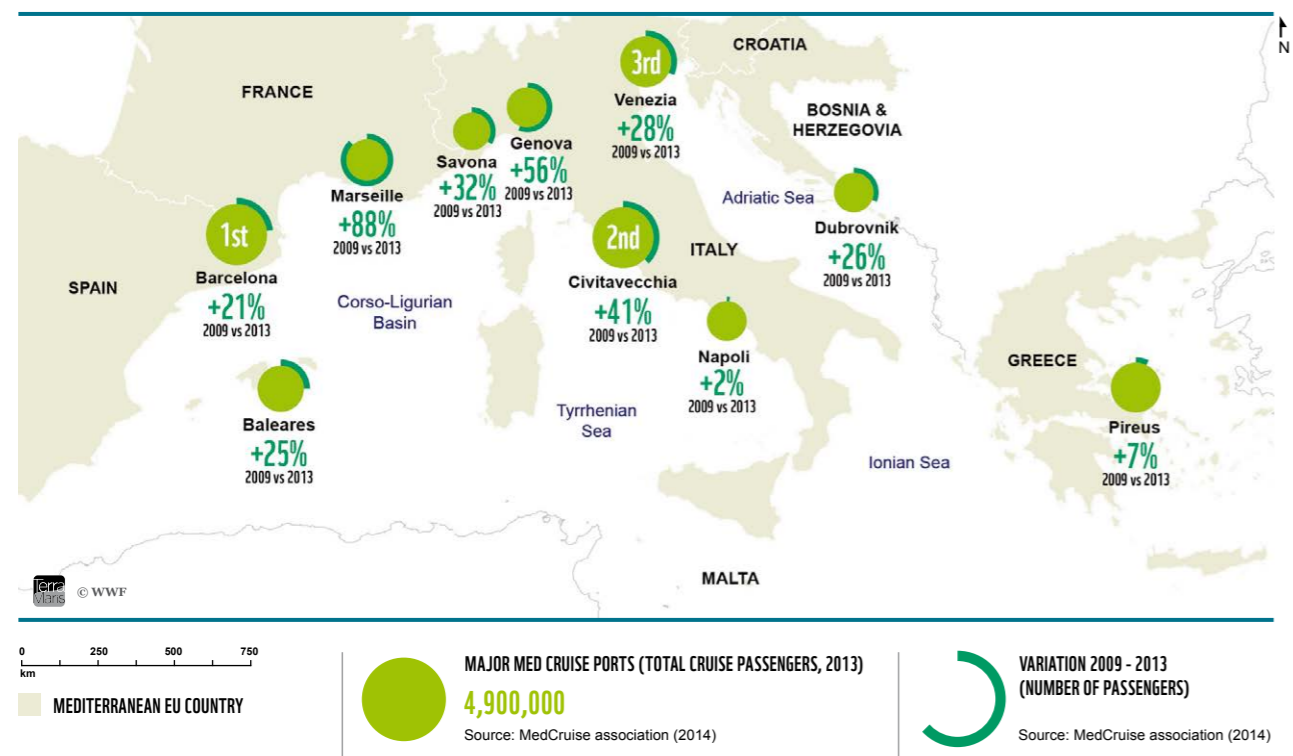 N
CROATIA
FRANCE
BOSNIA &
HERZEGOVIA
3rd
Venezia
+28%
2009 vs 2013
Genova
+56%
2009 vs 2013
Savona
+32%
2009 vs 2013
Marseille
+88%
2009 vs 2013
Adriatic Sea
Dubrovnik
+26%
2009 vs 2013
1st
Barcelona
+21%
2009 vs 2013
2nd
Civitavecchia
+41%
2009 vs 2013
ITALY
SPAIN
Corso-Ligurian
Basin
Napoli
+2%
2009 vs 2013
GREECE
Baleares
+25%
2009 vs 2013
Tyrrhenian
Sea
Pireus
+7%
2009 vs 2013
Ionian Sea
MALTA
Terra
Maris
© WWF
0 250 500 750
km
MEDITERRANEAN EU COUNTRY
MAJOR MED CRUISE PORTS (TOTAL CRUISE PASSENGERS, 2013)
4,900,000
Source: MedCruise association (2014)
VARIATION 2009 - 2013
(NUMBER OF PASSENGERS)
Source: MedCruise association (2014)